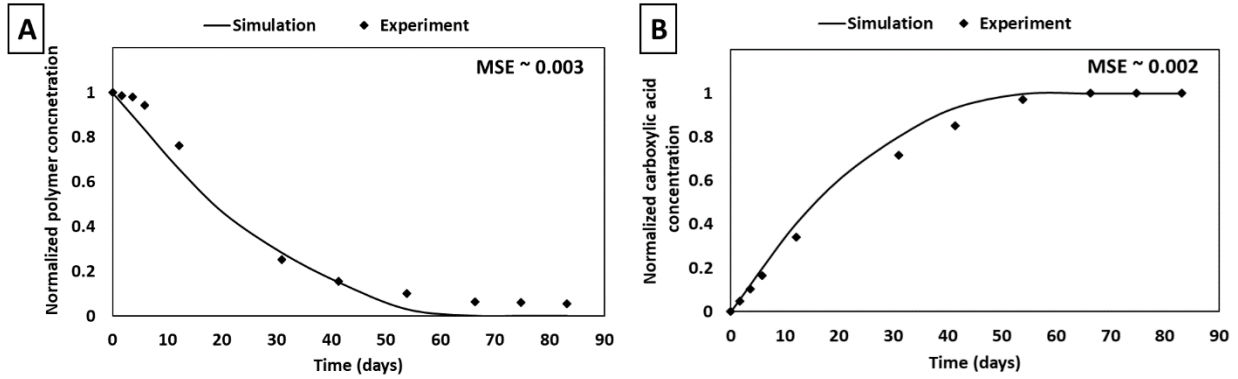 A
Simulation Experiment
MSE ~ 0.003
Normalized polymer concnetration
1
0.8
0.6
0.4
0.2
0
0 10 20 30 40 50 60 70 80 90
Time (days)
B
Simulation Experiment
MSE ~ 0.002
Normalized carboxylic acid
concentration
1
0.8
0.6
0.4
0.2
0
0 10 20 30 40 50 60 70 80 90
Time (days)